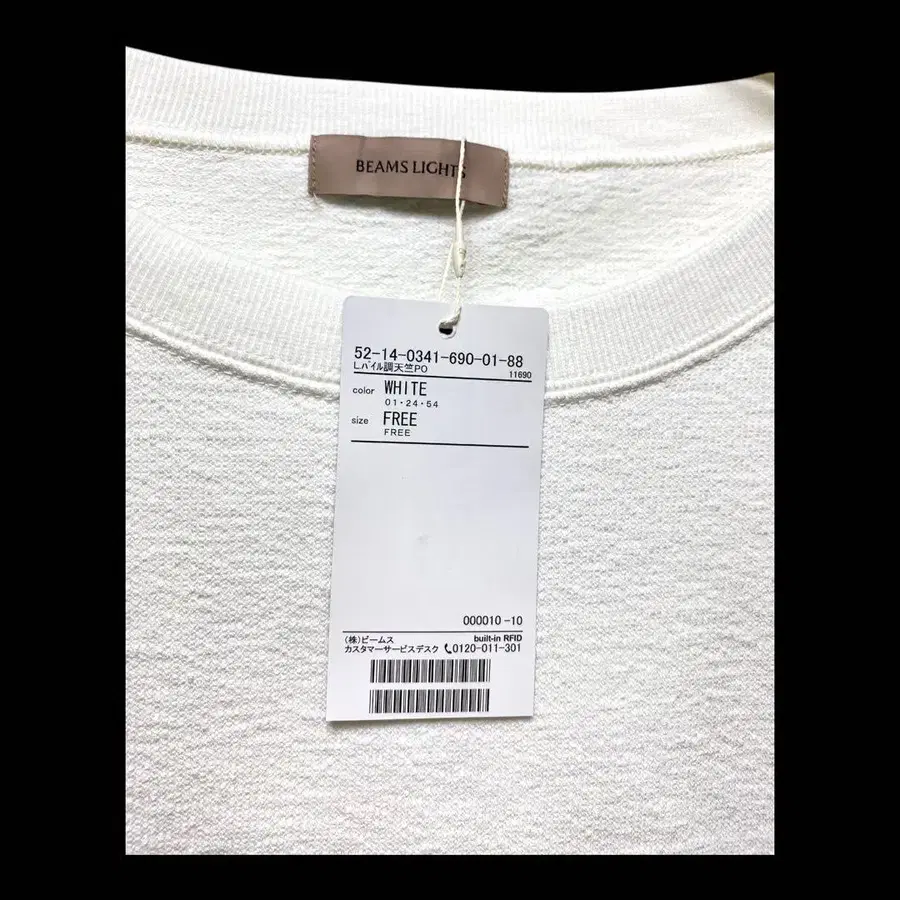 BEAMS LIGHTS
52-14-0341-690-01-88
L.パイル調天竺PO
11690
color WHITE
01・24・54
size FREE
FREE
000010 -10
(株)ビームス built-in RFID
カスタマーサービスデスク 0120-011-301